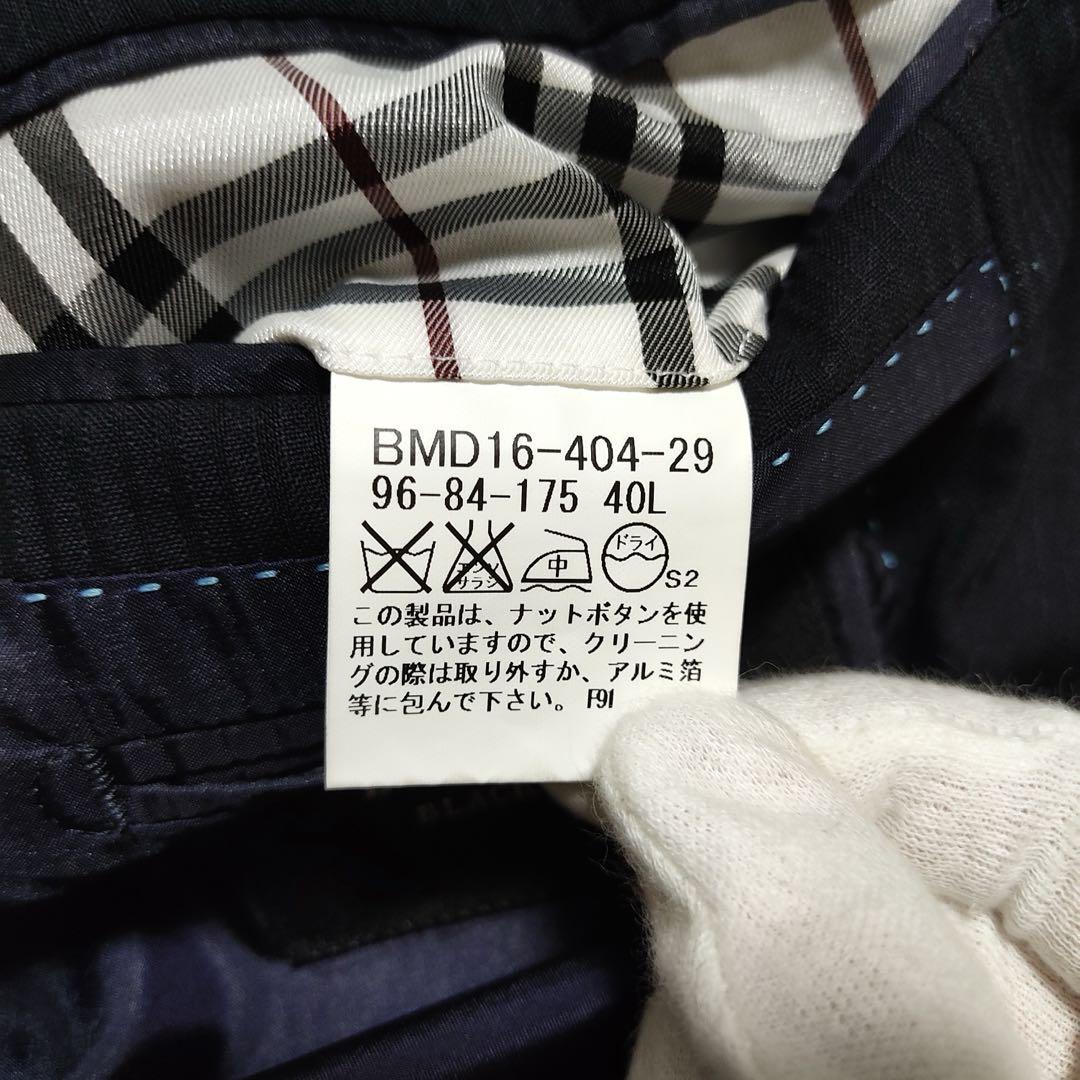 BMD16-404-29
96-84-175 40L
エンソ
サラシ
中
ドライ
S2
この製品は、ナットボタンを使
用していますので、クリーニン
グの際は取り外すか、アルミ箔
等に包んで下さい。 F91